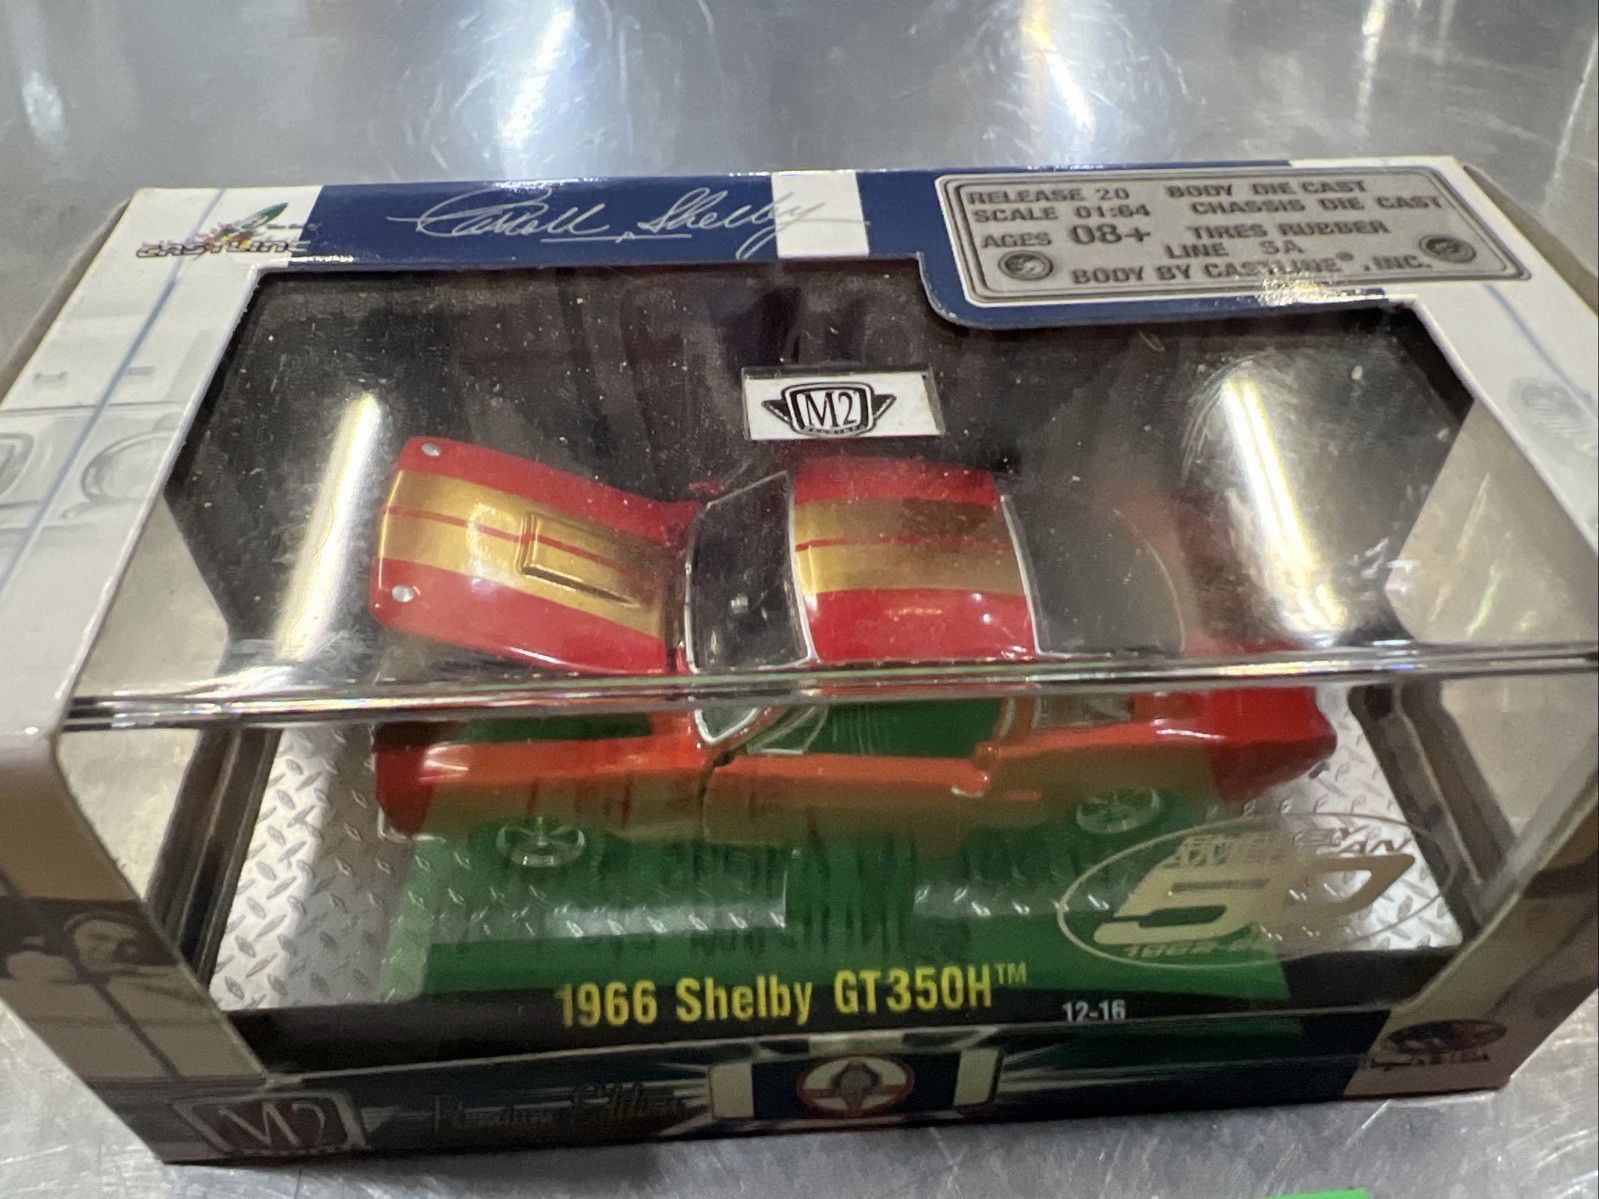 CASTLINE
Carroll Shelby
RELEASE 20 BODY DIE CAST
SCALE 01:64 CHASSIS DIE CAST
AGES 08+ TIRES RUBBER
LINE SA
BODY BY CASTLINE®, INC.
M2
1966 Shelby GT350H™
12-16
M2